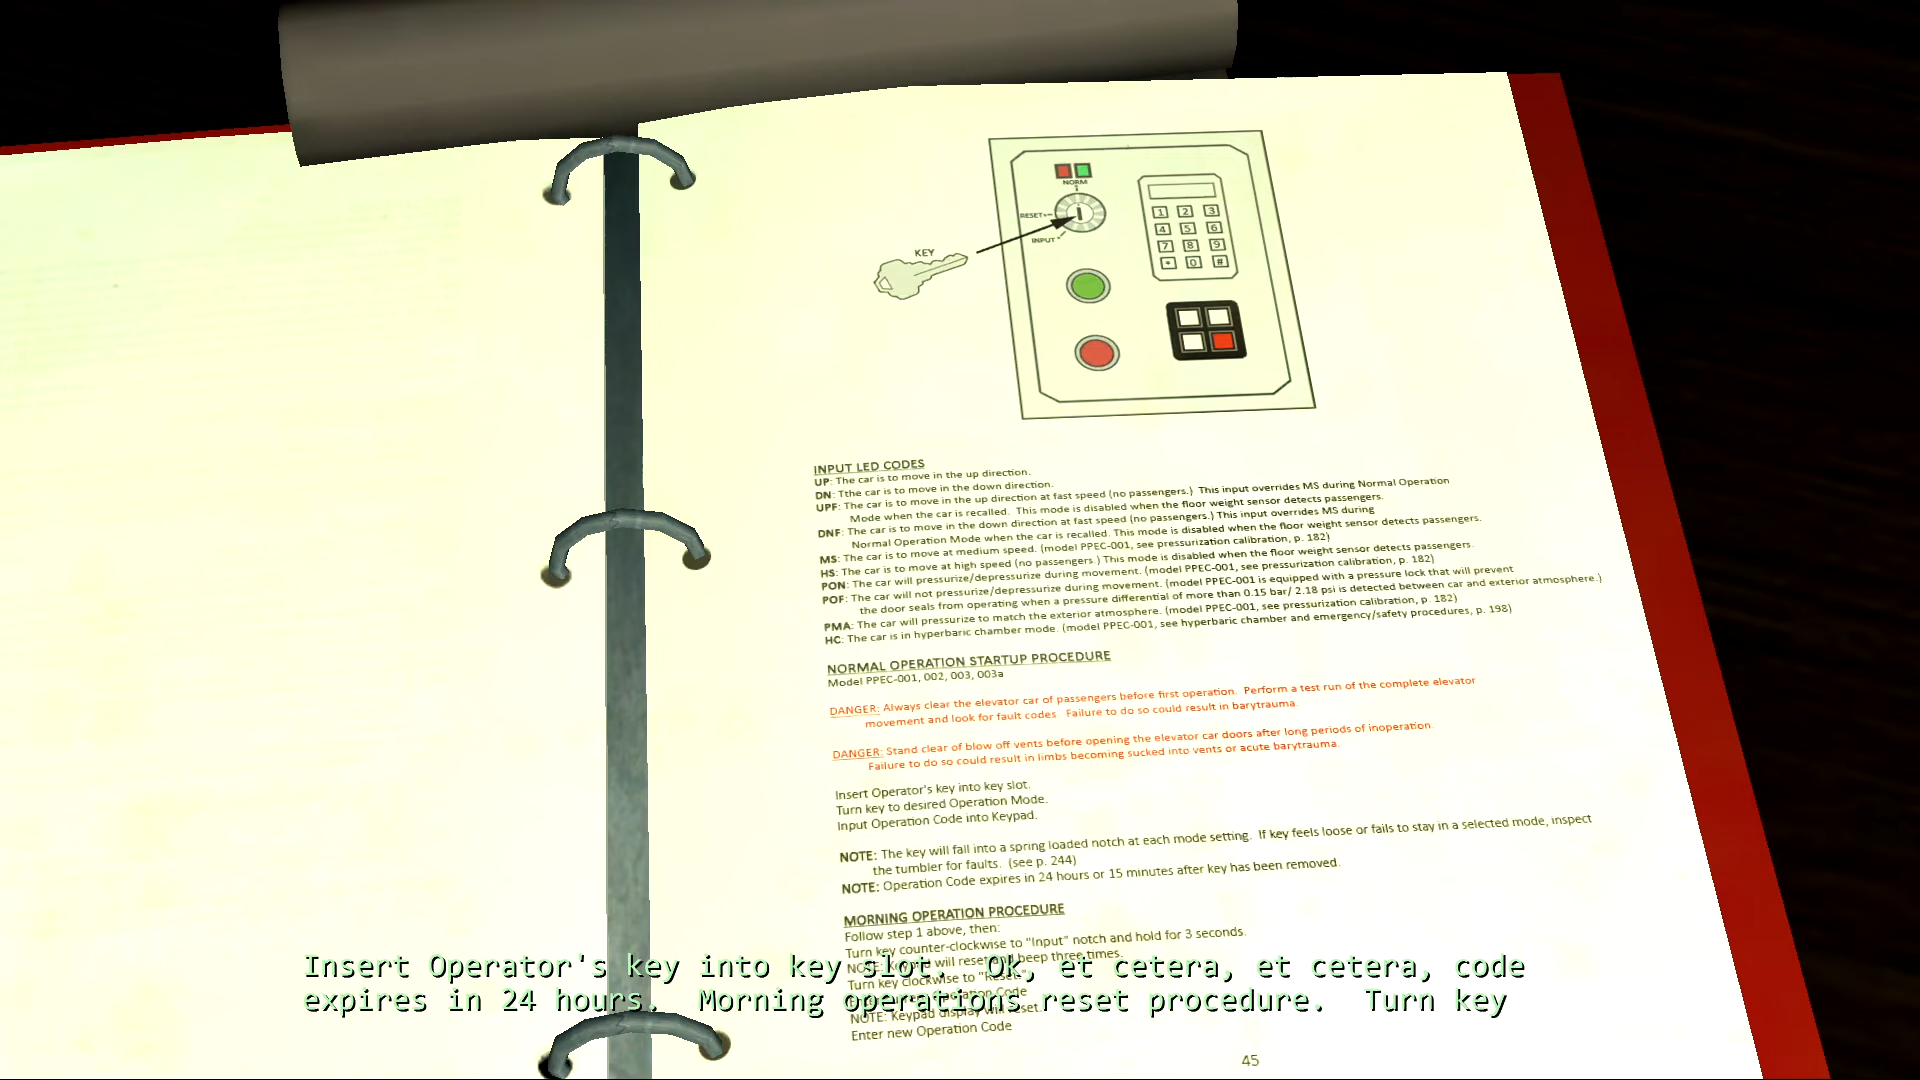 NORM
RESET
INPUT
KEY
1 2 3
4 5 6
7 8 9
* 0 #
INPUT LED CODES
UP: The car is to move in the up direction.
DN: Tthe car is to move in the down direction.
UPF: The car is to move in the up direction at fast speed (no passengers.) This input overrides MS during Normal Operation
Mode when the car is recalled. This mode is disabled when the floor weight sensor detects passengers.
DNF: The car is to move in the down direction at fast speed (no passengers.) This input overrides MS during
Normal Operation Mode when the car is recalled. This mode is disabled when the floor weight sensor detects passengers.
MS: The car is to move at medium speed. (model PPEC-001, see pressurization calibration, p. 182)
HS: The car is to move at high speed (no passengers.) This mode is disabled when the floor weight sensor detects passengers.
PON: The car will pressurize/depressurize during movement. (model PPEC-001, see pressurization calibration, p. 182)
POF: The car will not pressurize/depressurize during movement. (model PPEC-001 is equipped with a pressure lock that will prevent
the door seals from operating when a pressure differential of more than 0.15 bar/ 2.18 psi is detected between car and exterior atmosphere.)
PMA: The car will pressurize to match the exterior atmosphere. (model PPEC-001, see pressurization calibration, p. 182)
HC: The car is in hyperbaric chamber mode. (model PPEC-001, see hyperbaric chamber and emergency/safety procedures, p. 198)
NORMAL OPERATION STARTUP PROCEDURE
Model PPEC-001, 002, 003, 003a
DANGER: Always clear the elevator car of passengers before first operation. Perform a test run of the complete elevator
movement and look for fault codes Failure to do so could result in barytrauma.
DANGER: Stand clear of blow off vents before opening the elevator car doors after long periods of inoperation.
Failure to do so could result in limbs becoming sucked into vents or acute barytrauma.
Insert Operator's key into key slot.
Turn key to desired Operation Mode.
Input Operation Code into Keypad.
NOTE: The key will fall into a spring loaded notch at each mode setting. If key feels loose or fails to stay in a selected mode, inspect
the tumbler for faults. (see p. 244)
NOTE: Operation Code expires in 24 hours or 15 minutes after key has been removed.
MORNING OPERATION PROCEDURE
Follow step 1 above, then:
Turn key counter-clockwise to "Input" notch and hold for 3 seconds.
NOTE: Keypad will reset and beep three times.
Turn key clockwise to "Reset."
Operation Code
NOTE: Keypad display will reset.
Enter new Operation Code
45
Insert Operator's key into key slot. Ok, et cetera, et cetera, code
expires in 24 hours. Morning operations reset procedure. Turn key